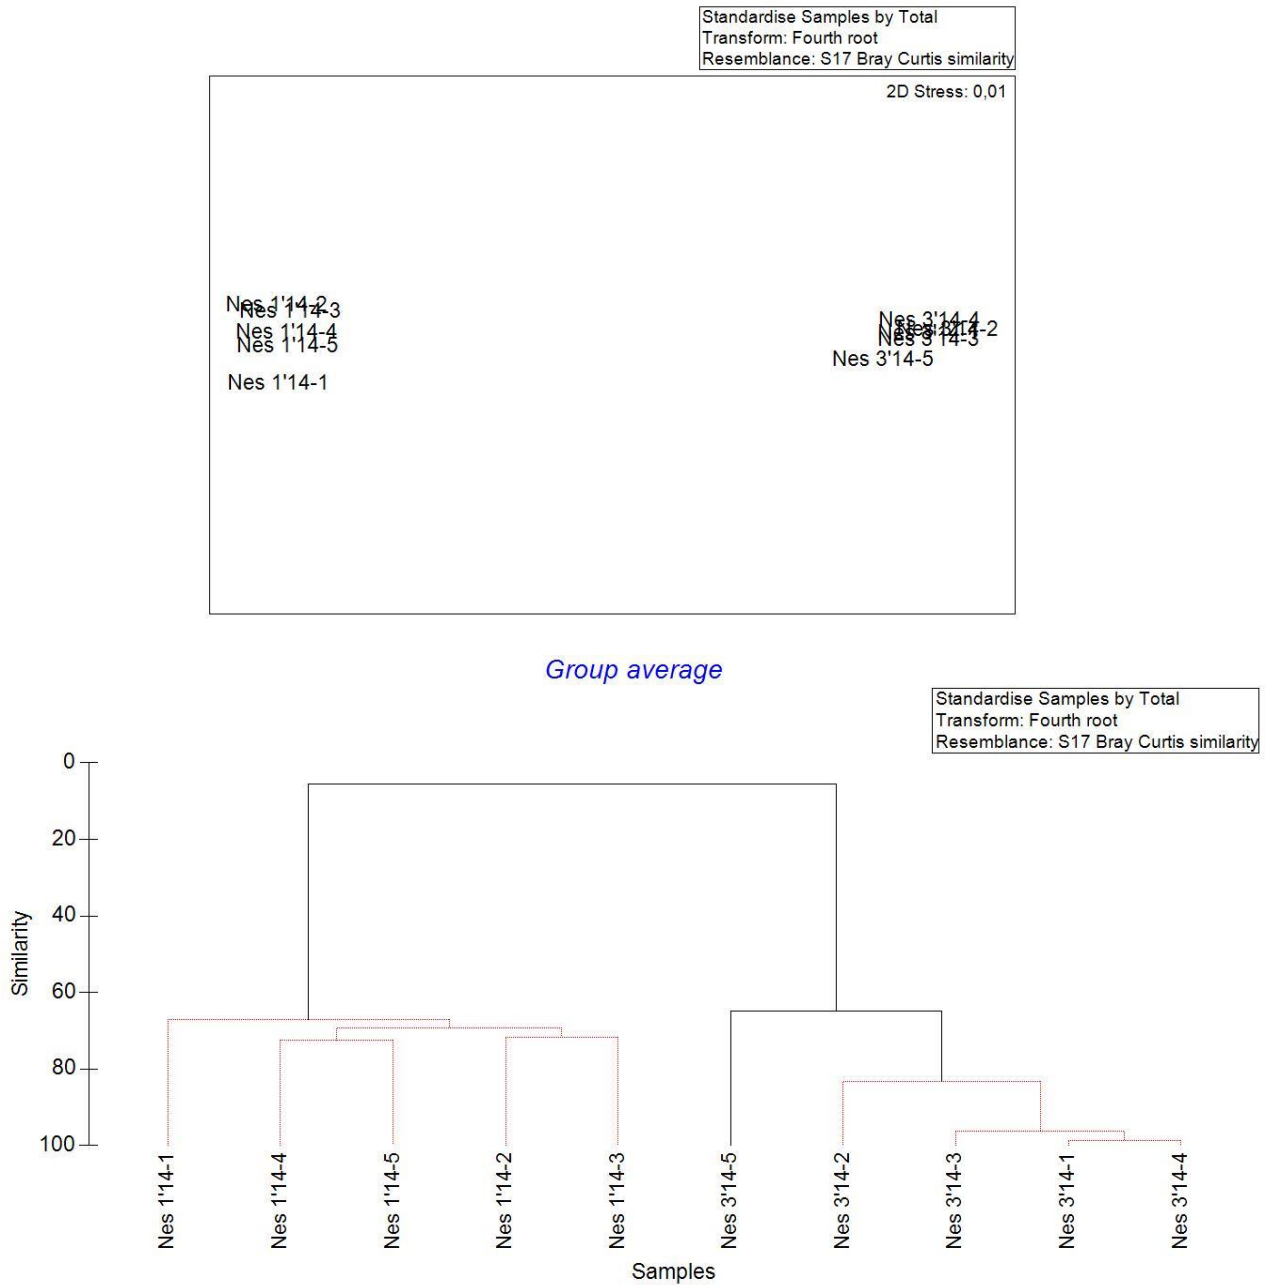 Standardise Samples by Total
Transform: Fourth root
Resemblance: S17 Bray Curtis similarity
2D Stress: 0,01
Nes 1'14-2
Nes 1'14-3
Nes 1'14-4
Nes 1'14-5
Nes 1'14-1
Nes 3'14-4
Nes 3'14-2
Nes 3'14-3
Nes 3'14-5
Group average
Standardise Samples by Total
Transform: Fourth root
Resemblance: S17 Bray Curtis similarity
0
20
40
60
80
100
Similarity
Nes 1'14-1
Nes 1'14-4
Nes 1'14-5
Nes 1'14-2
Nes 1'14-3
Nes 3'14-5
Nes 3'14-2
Nes 3'14-3
Nes 3'14-1
Nes 3'14-4
Samples